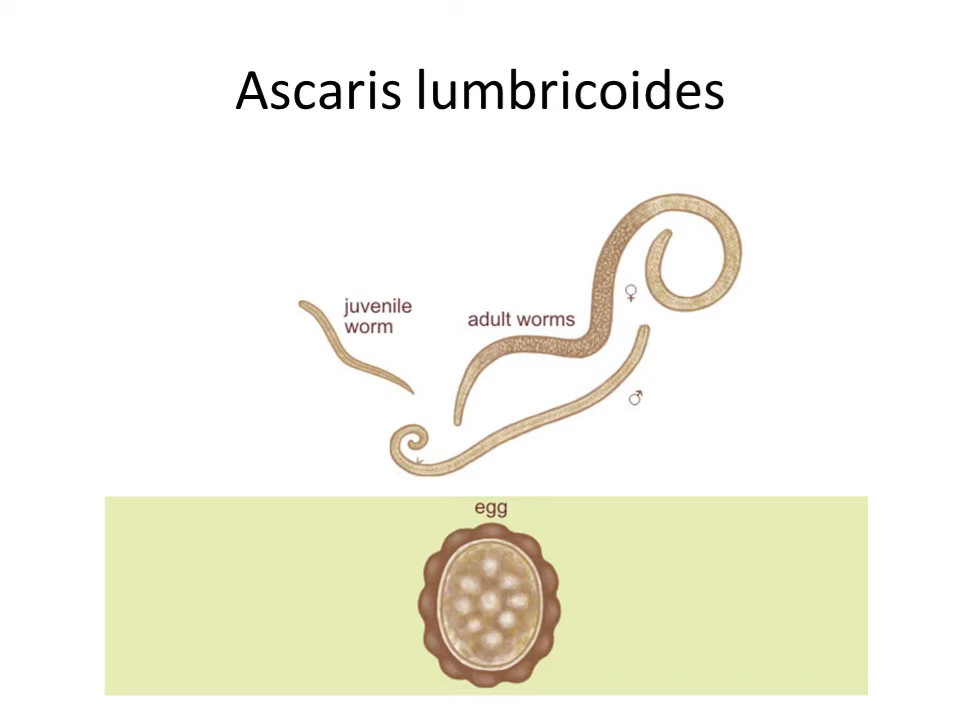 Ascaris lumbricoides
juvenile
worm
adult worms
♀
♂
egg